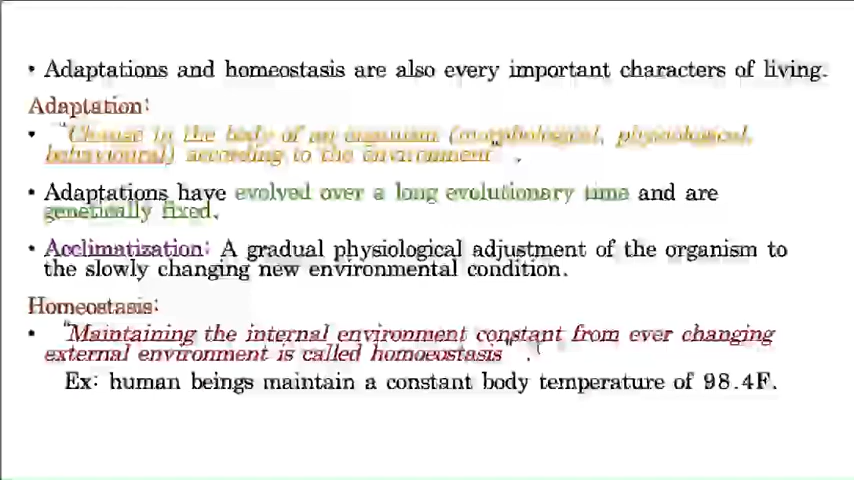 • Adaptations and homeostasis are also every important characters of living.
Adaptation:
• "Change in the body of an organism (morphological, physiological,
behavioural) according to the environment" .
• Adaptations have evolved over a long evolutionary time and are
genetically fixed.
• Acclimatization: A gradual physiological adjustment of the organism to
the slowly changing new environmental condition.
Homeostasis:
• "Maintaining the internal environment constant from ever changing
external environment is called homoeostasis" .
Ex: human beings maintain a constant body temperature of 98.4F.